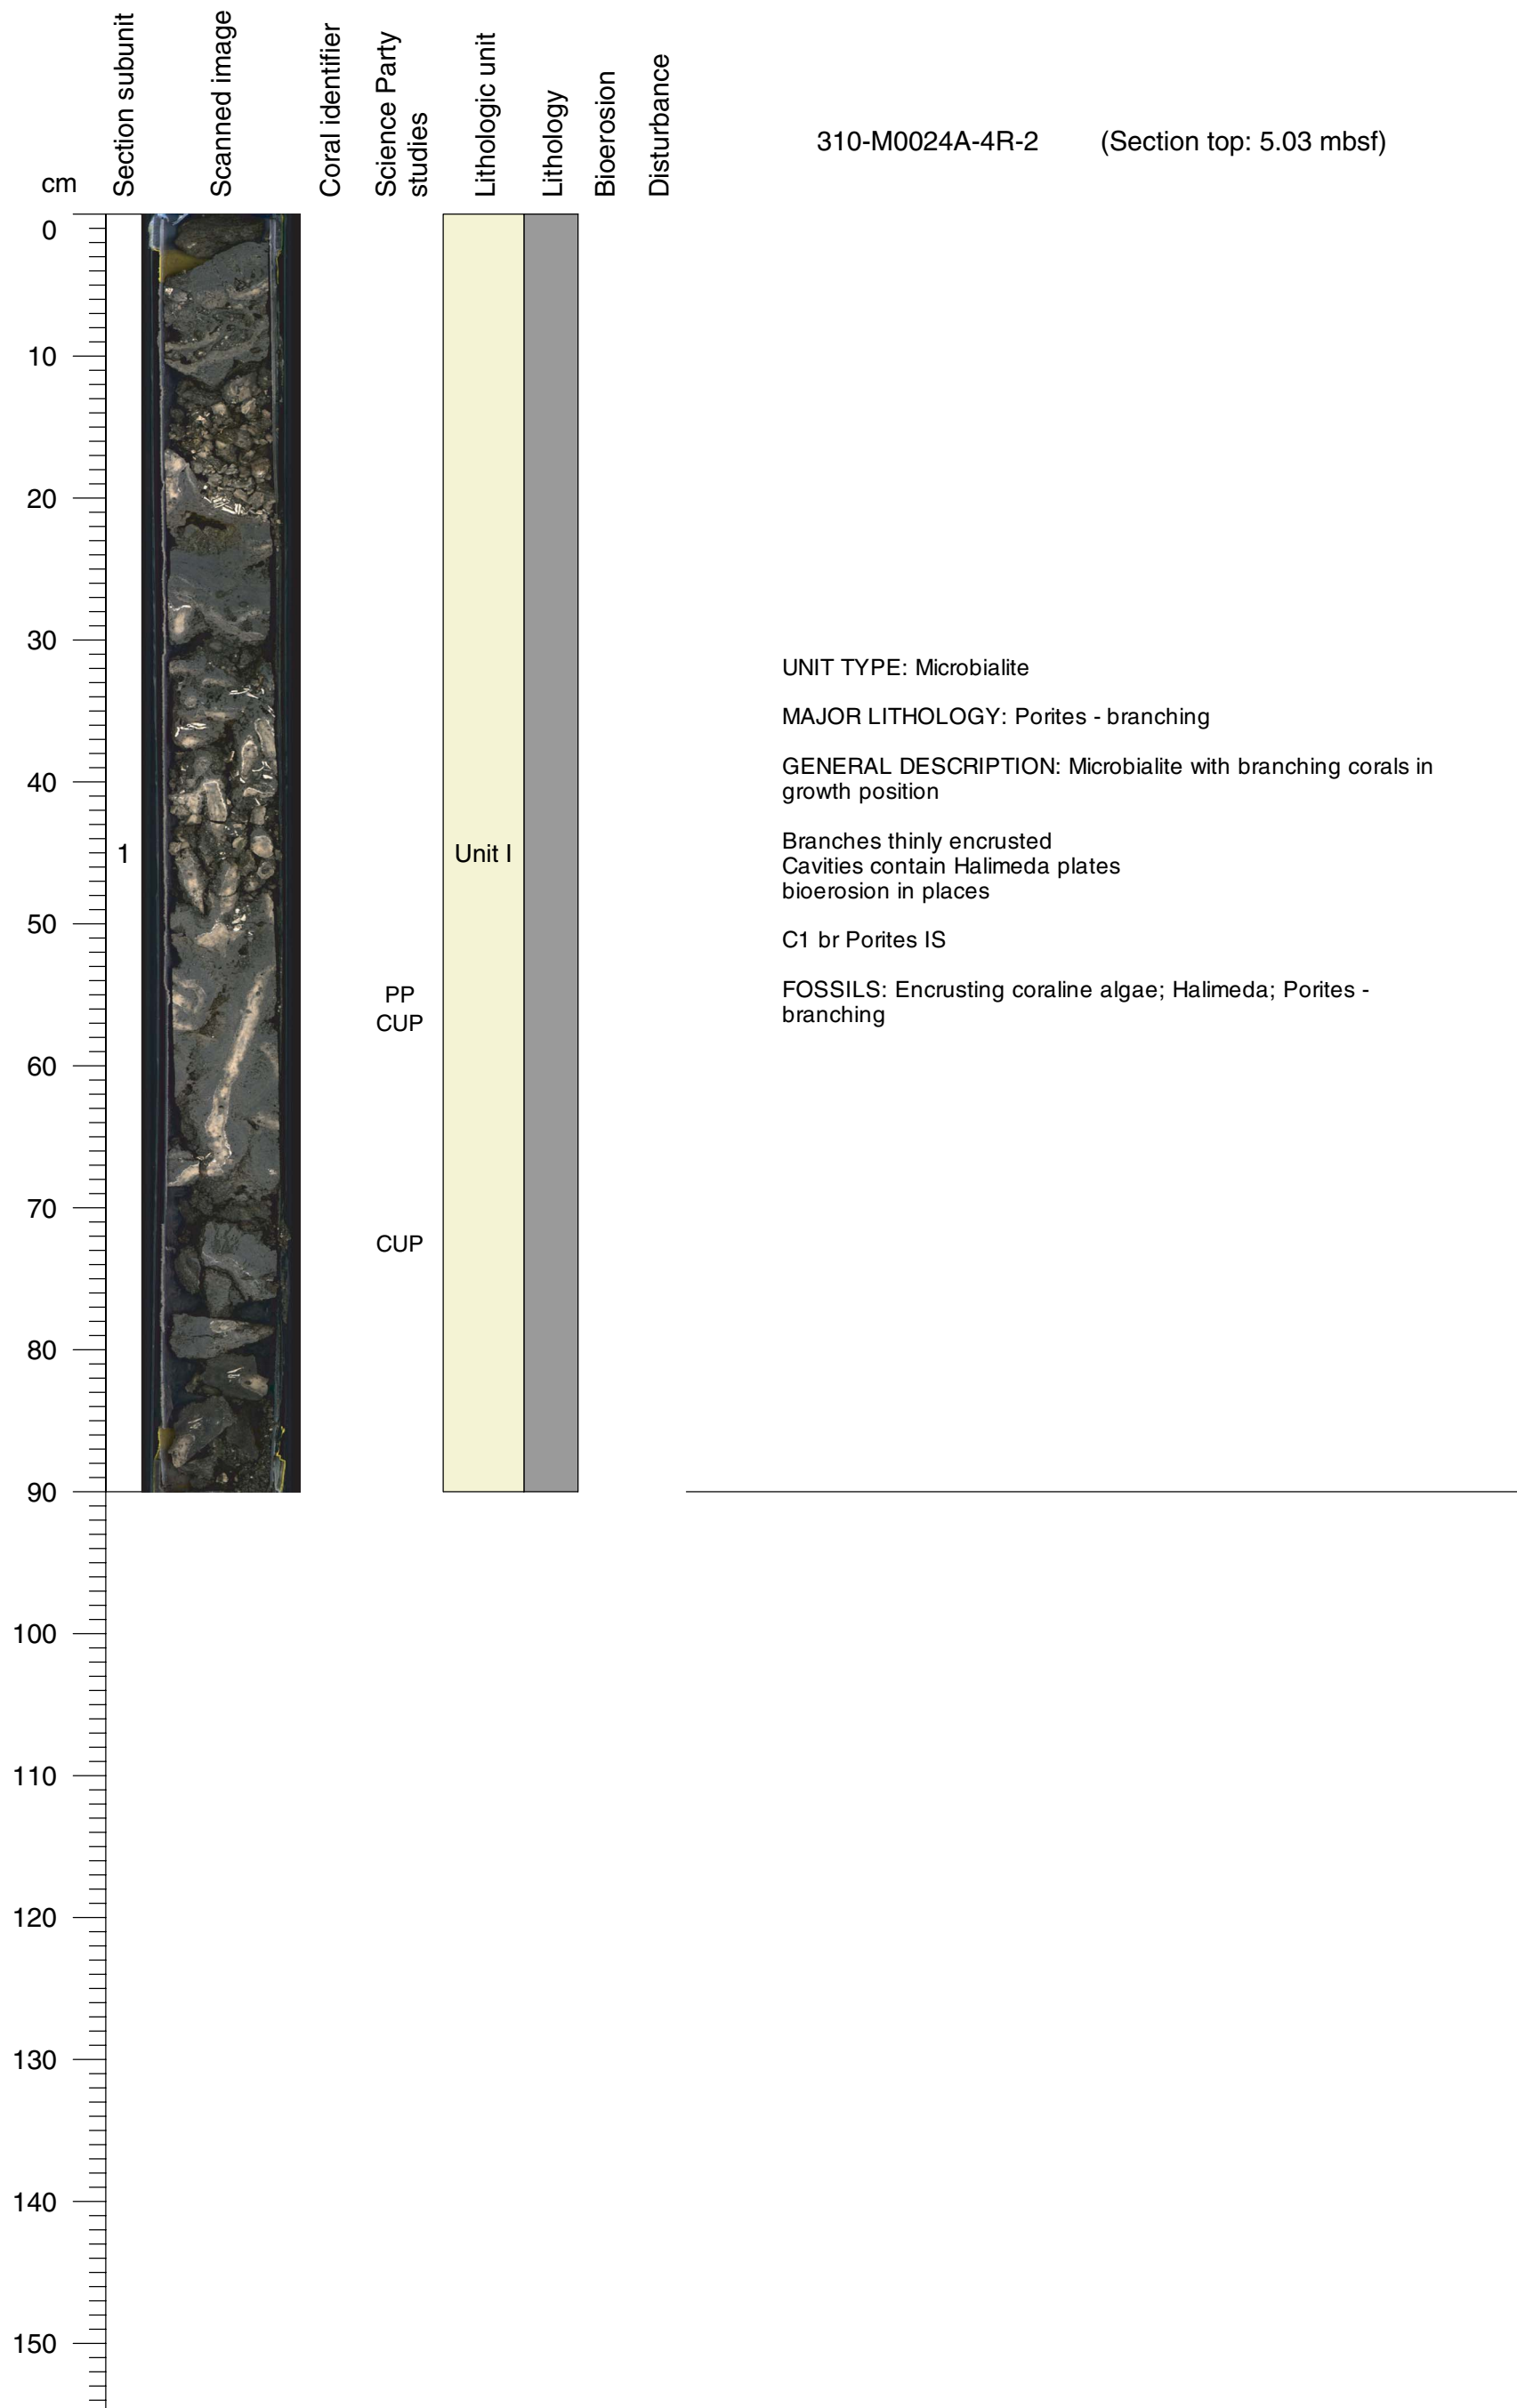 cm
Section subunit
Scanned image
Coral identifier
Science Party
studies
Lithologic unit
Lithology
Bioerosion
Disturbance
310-M0024A-4R-2 (Section top: 5.03 mbsf)
0
10
20
30
40
50
60
70
80
90
100
110
120
130
140
150
1
PP
CUP
CUP
Unit I
UNIT TYPE: Microbialite
MAJOR LITHOLOGY: Porites - branching
GENERAL DESCRIPTION: Microbialite with branching corals in
growth position
Branches thinly encrusted
Cavities contain Halimeda plates
bioerosion in places
C1 br Porites IS
FOSSILS: Encrusting coraline algae; Halimeda; Porites -
branching